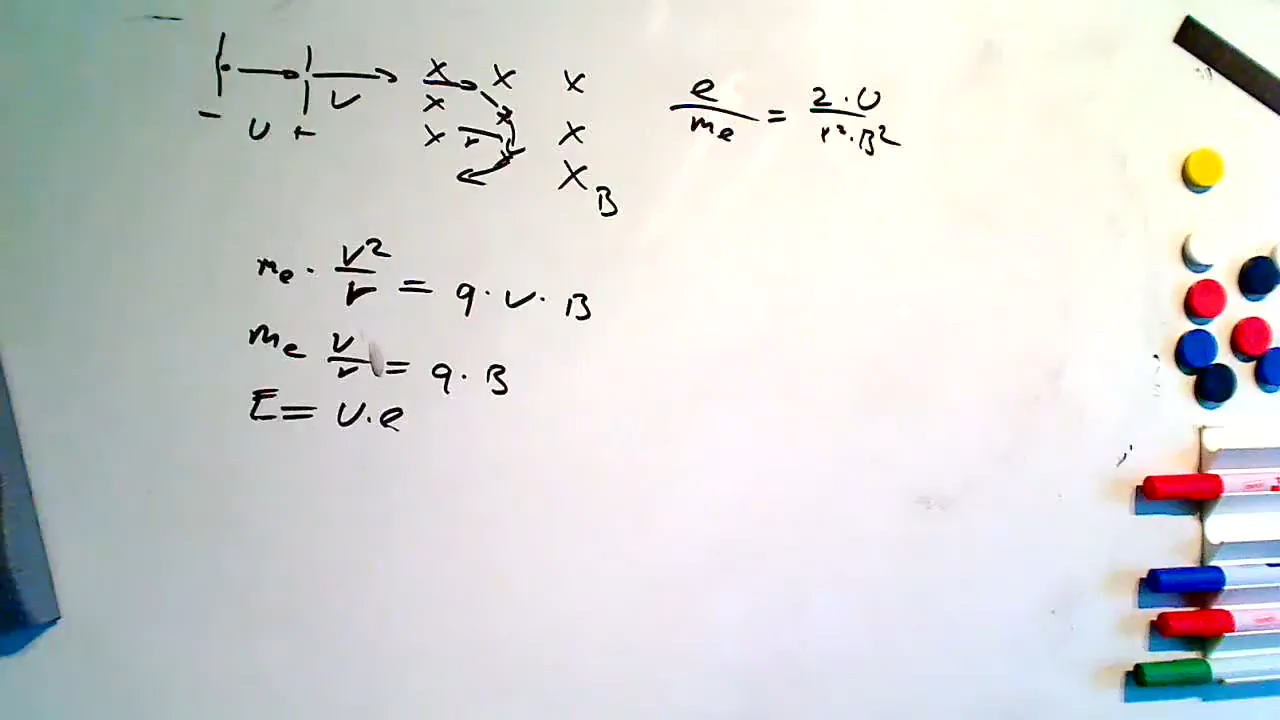 - U +
v
x x x
x x
x r x
x
x
B
e/mₑ = 2·U/r²·B²
mₑ · v²/r = q · v · B
mₑ v/r = q · B
E = U·e